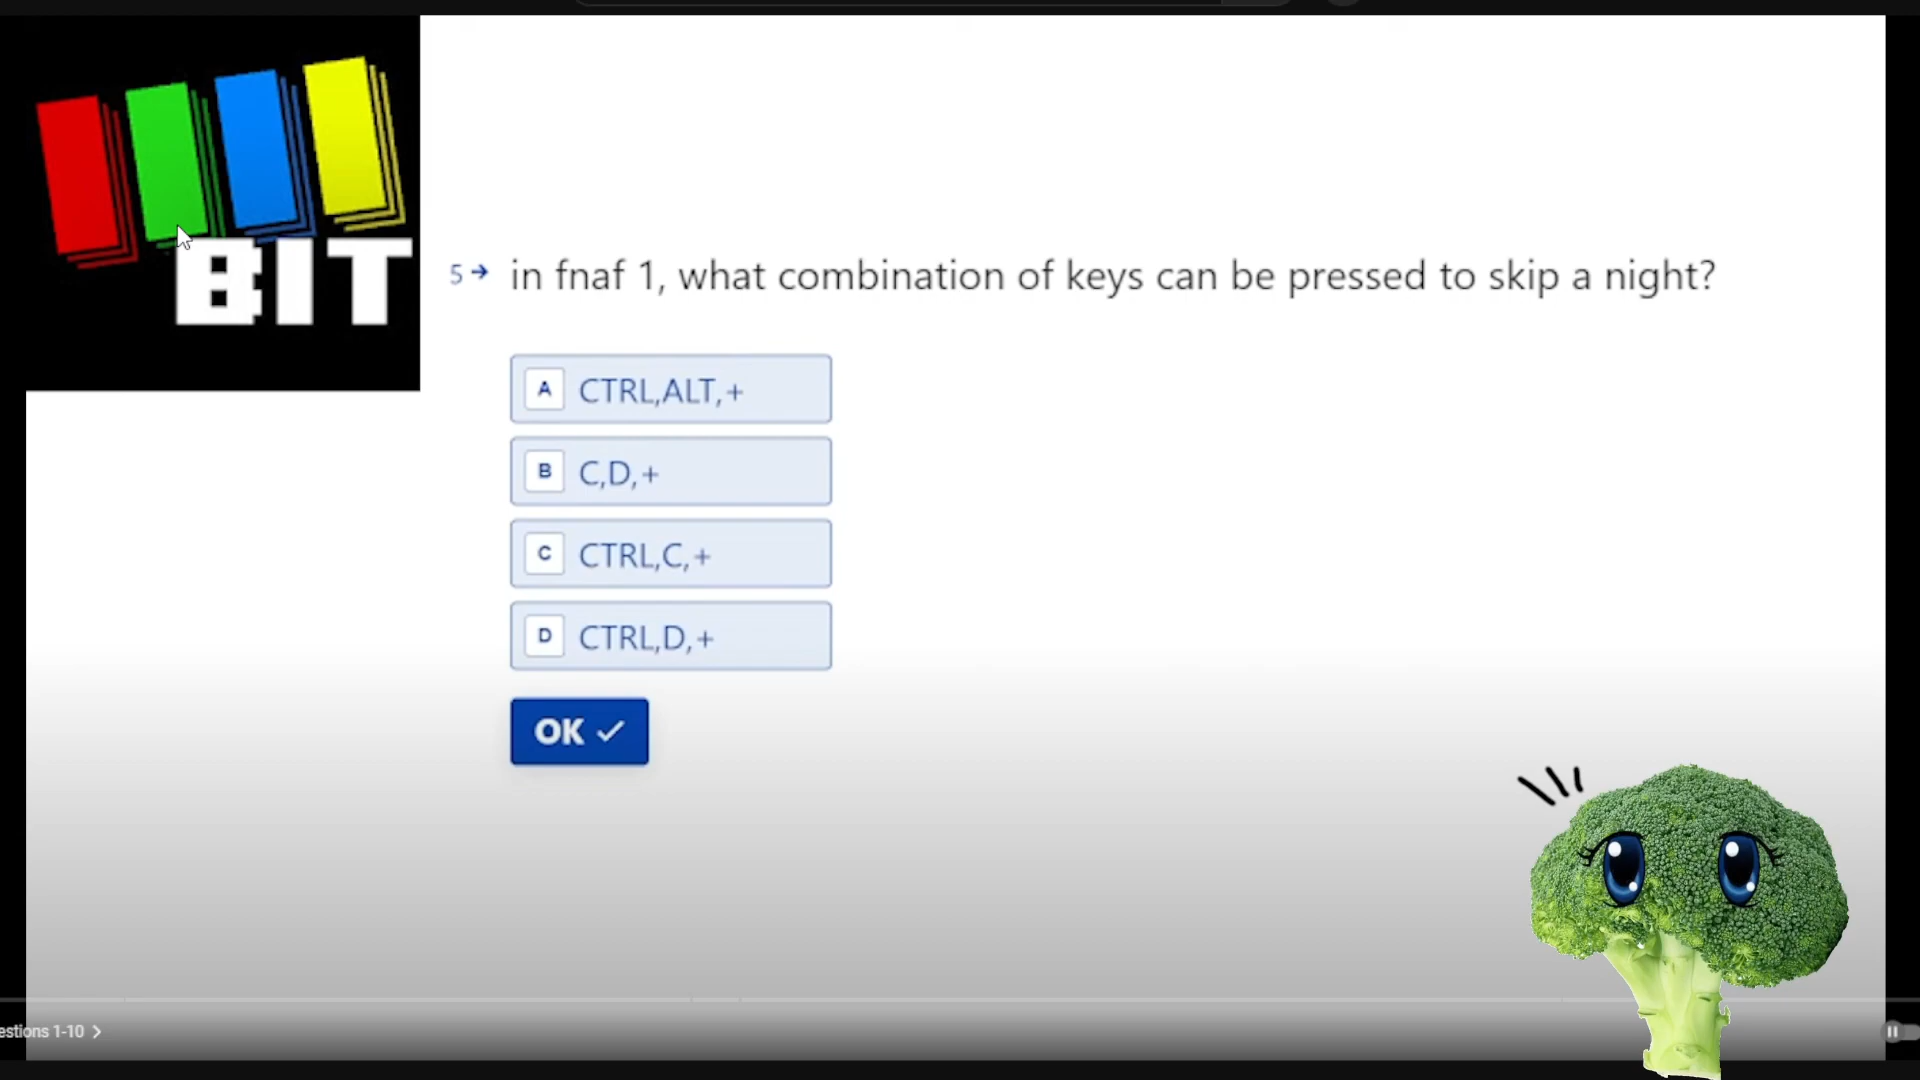 BIT
5 → in fnaf 1, what combination of keys can be pressed to skip a night?
A CTRL,ALT,+
B C,D,+
C CTRL,C,+
D CTRL,D,+
OK ✓
estions 1-10 >